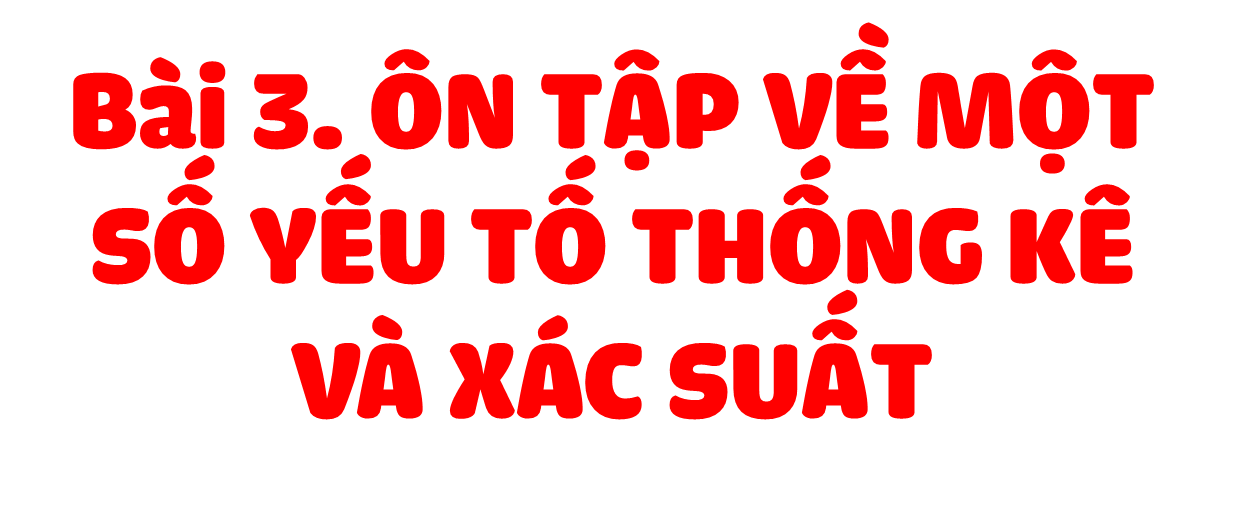 Bài 3. ÔN TẬP VỀ MỘT
SỐ YẾU TỐ THỐNG KÊ
VÀ XÁC SUẤT